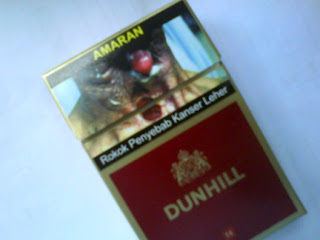 AMARAN
Rokok Penyebab Kanser Leher
DUNHILL